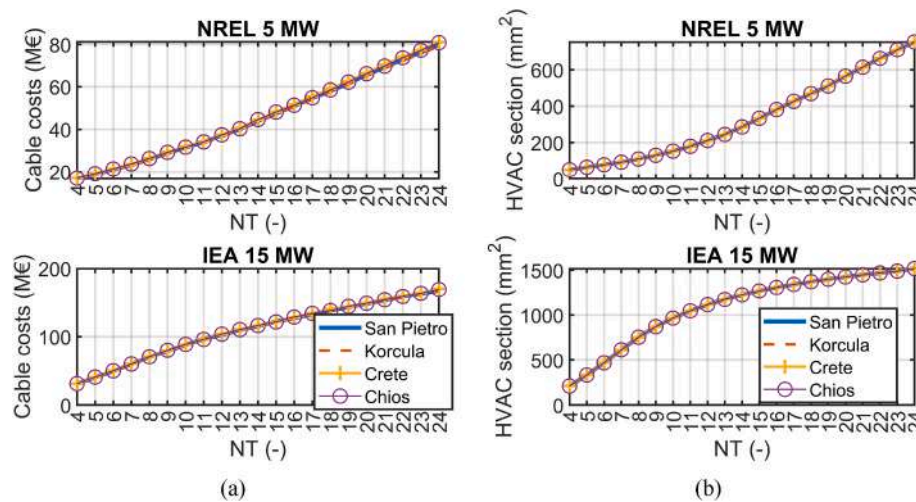 NREL 5 MW
Cable costs (M€)
80
60
40
20
4 5 6 7 8 9 10 11 12 13 14 15 16 17 18 19 20 21 22 23 24
NT (-)
NREL 5 MW
HVAC section (mm²)
600
400
200
0
4 5 6 7 8 9 10 11 12 13 14 15 16 17 18 19 20 21 22 23 24
NT (-)
IEA 15 MW
Cable costs (M€)
200
100
0
San Pietro
Korcula
Crete
Chios
4 5 6 7 8 9 10 11 12 13 14 15 16 17 18 19 20 21 22 23 24
NT (-)
(a)
IEA 15 MW
HVAC section (mm²)
1500
1000
500
0
San Pietro
Korcula
Crete
Chios
4 5 6 7 8 9 10 11 12 13 14 15 16 17 18 19 20 21 22 23 24
NT (-)
(b)